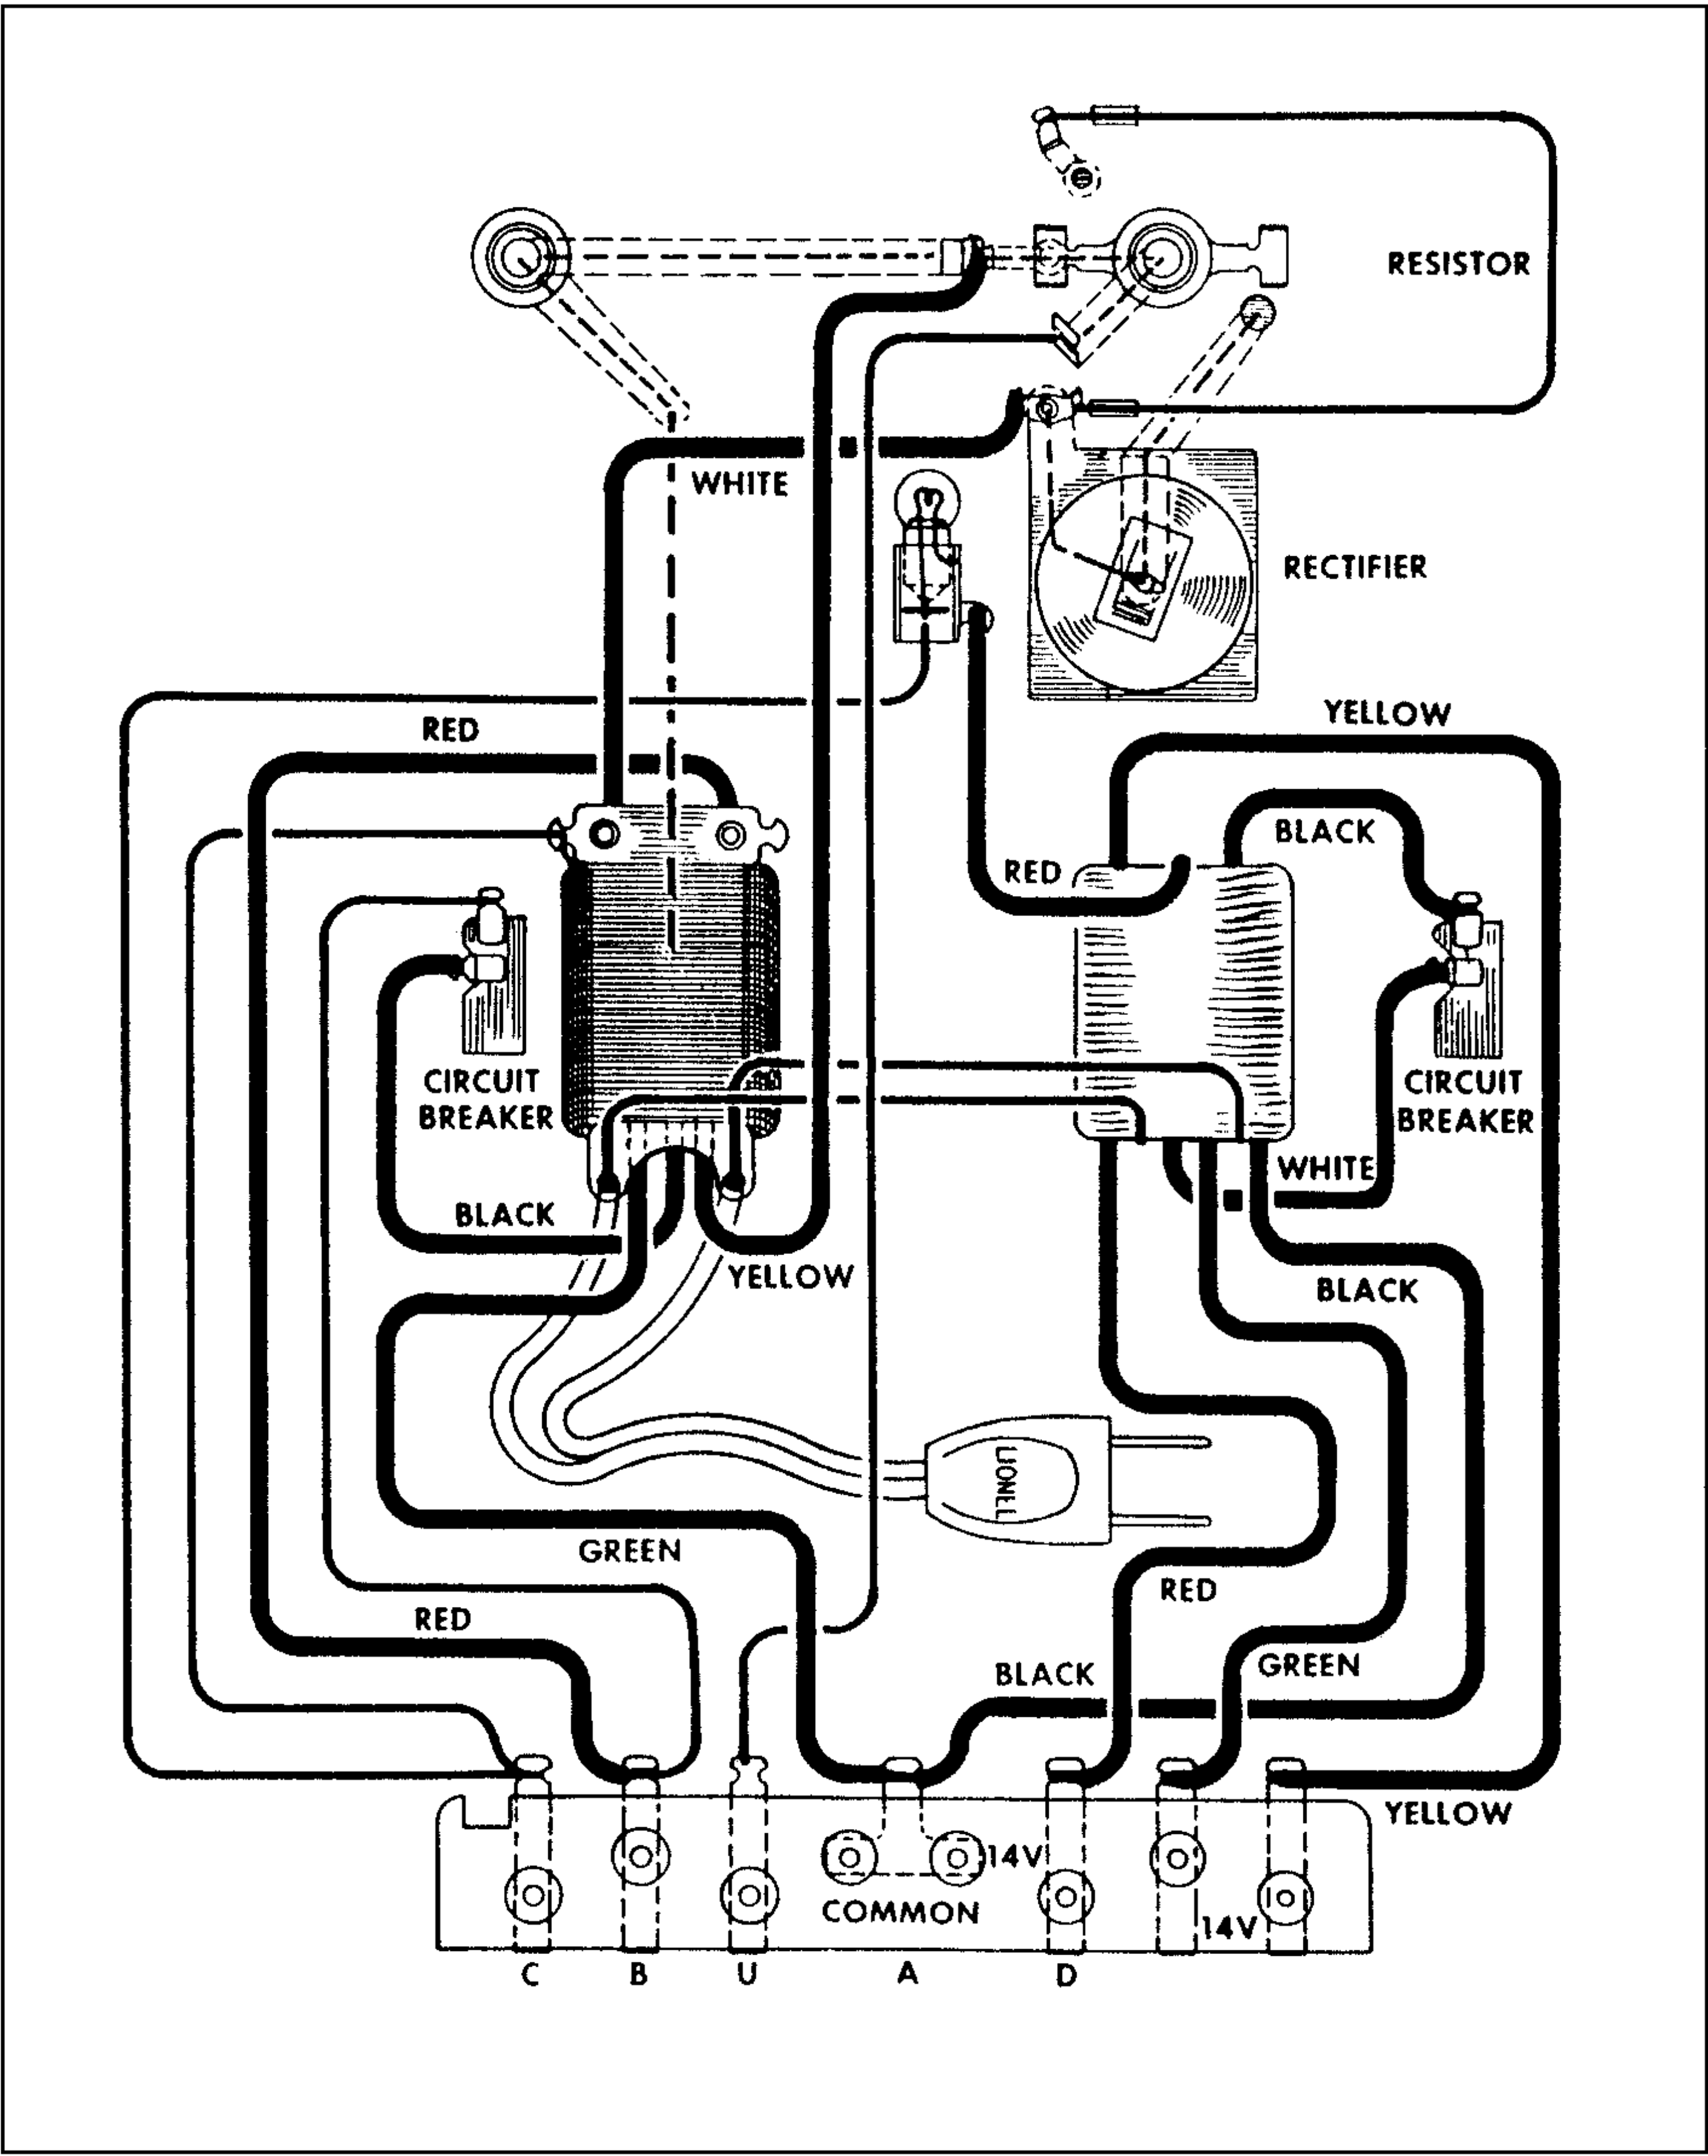 RESISTOR
WHITE
RECTIFIER
YELLOW
RED
BLACK
RED
CIRCUIT
BREAKER
CIRCUIT
BREAKER
WHITE
BLACK
YELLOW
BLACK
LIONEL
GREEN
RED
RED
GREEN
BLACK
YELLOW
14V
COMMON
14V
C B U A D